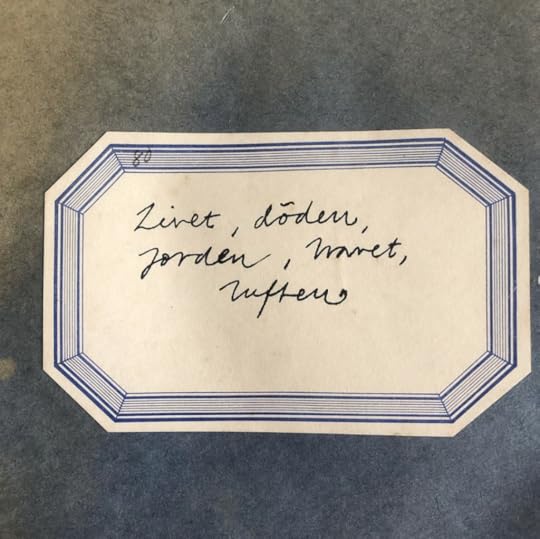 80
Livet, döden,
jorden, havet,
luften